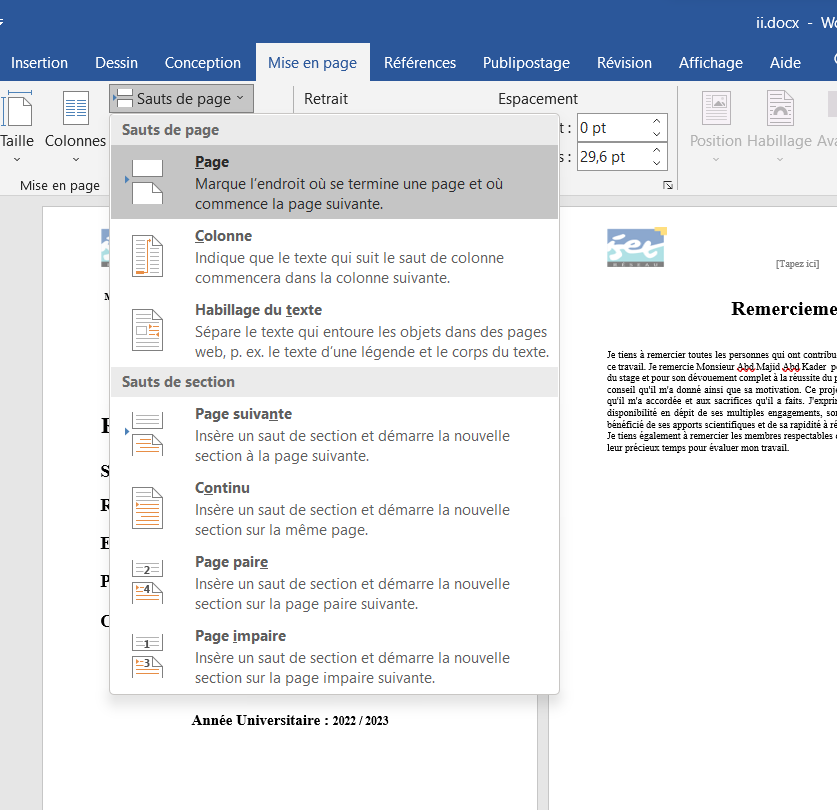 ii.docx - Wo
Insertion Dessin Conception Mise en page Références Publipostage Révision Affichage Aide
Sauts de page Retrait Espacement
Taille Colonnes t : 0 pt Position Habillage Ava
s : 29,6 pt
Mise en page
Sauts de page
Page
Marque l’endroit où se termine une page et où
commence la page suivante.
Colonne
Indique que le texte qui suit le saut de colonne
commencera dans la colonne suivante.
Habillage du texte
Sépare le texte qui entoure les objets dans des pages
web, p. ex. le texte d’une légende et le corps du texte.
Sauts de section
Page suivante
Insère un saut de section et démarre la nouvelle
section à la page suivante.
Continu
Insère un saut de section et démarre la nouvelle
section sur la même page.
Page paire
2
4
Insère un saut de section et démarre la nouvelle
section sur la page paire suivante.
Page impaire
1
3
Insère un saut de section et démarre la nouvelle
section sur la page impaire suivante.
M
R
S
R
E
P
C
Année Universitaire : 2022 / 2023
iset
RÉSEAU
[Tapez ici]
Remercieme
Je tiens à remercier toutes les personnes qui ont contribu
ce travail. Je remercie Monsieur Abd Majid Abd Kader p
du stage et pour son dévouement complet à la réussite du p
conseil qu'il m'a donné ainsi que sa motivation. Ce proj
qu'il m'a accordée et aux sacrifices qu'il a faits. J'exprin
disponibilité en dépit de ses multiples engagements, son
bénéficié de ses apports scientifiques et de sa rapidité à ré
Je tiens également à remercier les membres respectables d
leur précieux temps pour évaluer mon travail.